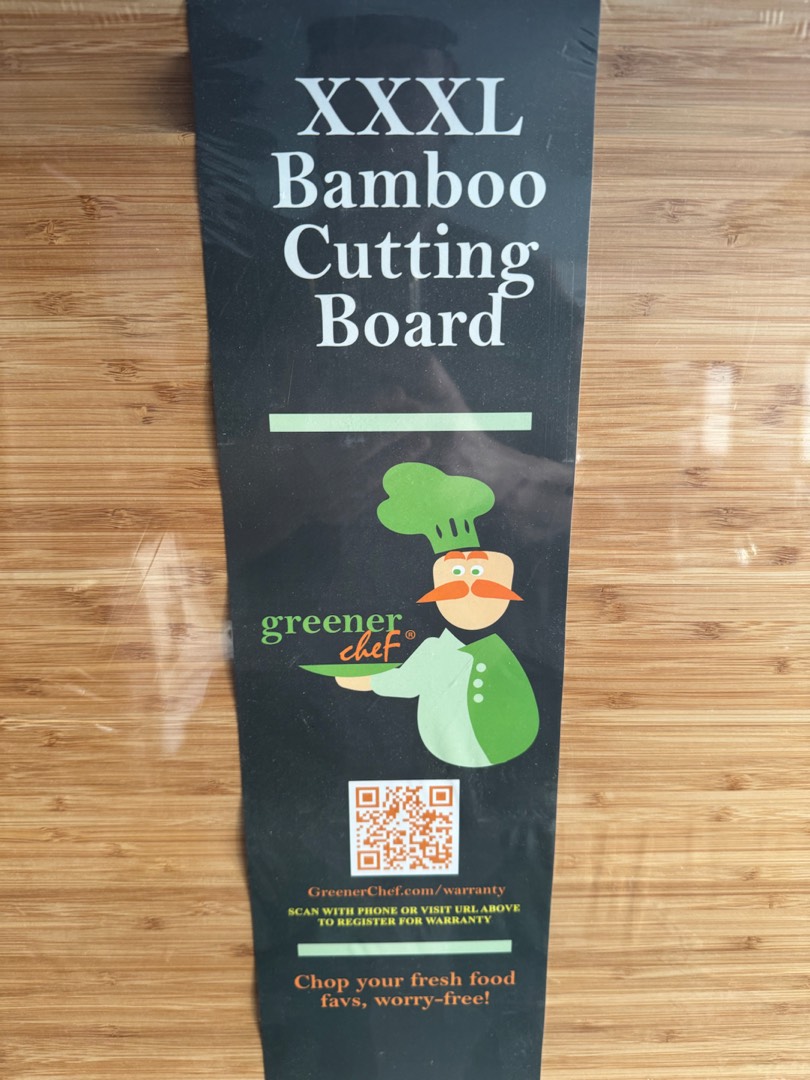 XXXL
Bamboo
Cutting
Board
greener
chef®
GreenerChef.com/warranty
SCAN WITH PHONE OR VISIT URL ABOVE
TO REGISTER FOR WARRANTY
Chop your fresh food
favs, worry-free!